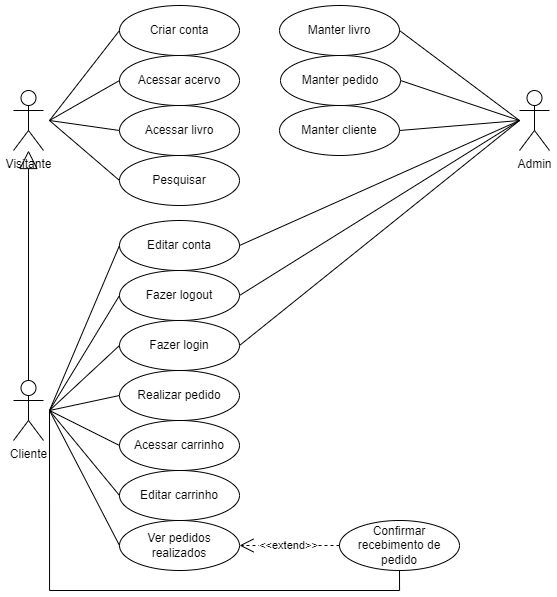 Criar conta
Manter livro
Acessar acervo
Manter pedido
Acessar livro
Manter cliente
Visitante
Admin
Pesquisar
Editar conta
Fazer logout
Fazer login
Realizar pedido
Acessar carrinho
Cliente
Editar carrinho
Ver pedidos
realizados
<<extend>>
Confirmar
recebimento de
pedido